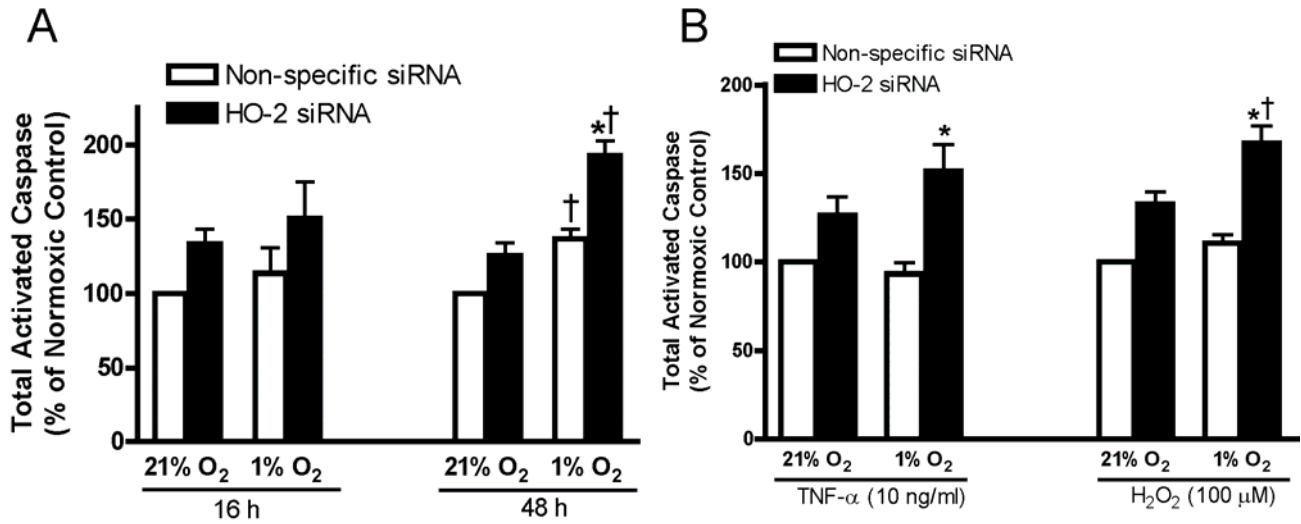 A
Non-specific siRNA
HO-2 siRNA
Total Activated Caspase
(% of Normoxic Control)
200
150
100
50
0
*†
†
21% O₂
1% O₂
21% O₂
1% O₂
16 h
48 h
B
Non-specific siRNA
HO-2 siRNA
Total Activated Caspase
(% of Normoxic Control)
200
150
100
50
0
*
*†
21% O₂
1% O₂
21% O₂
1% O₂
TNF-α (10 ng/ml)
H₂O₂ (100 µM)